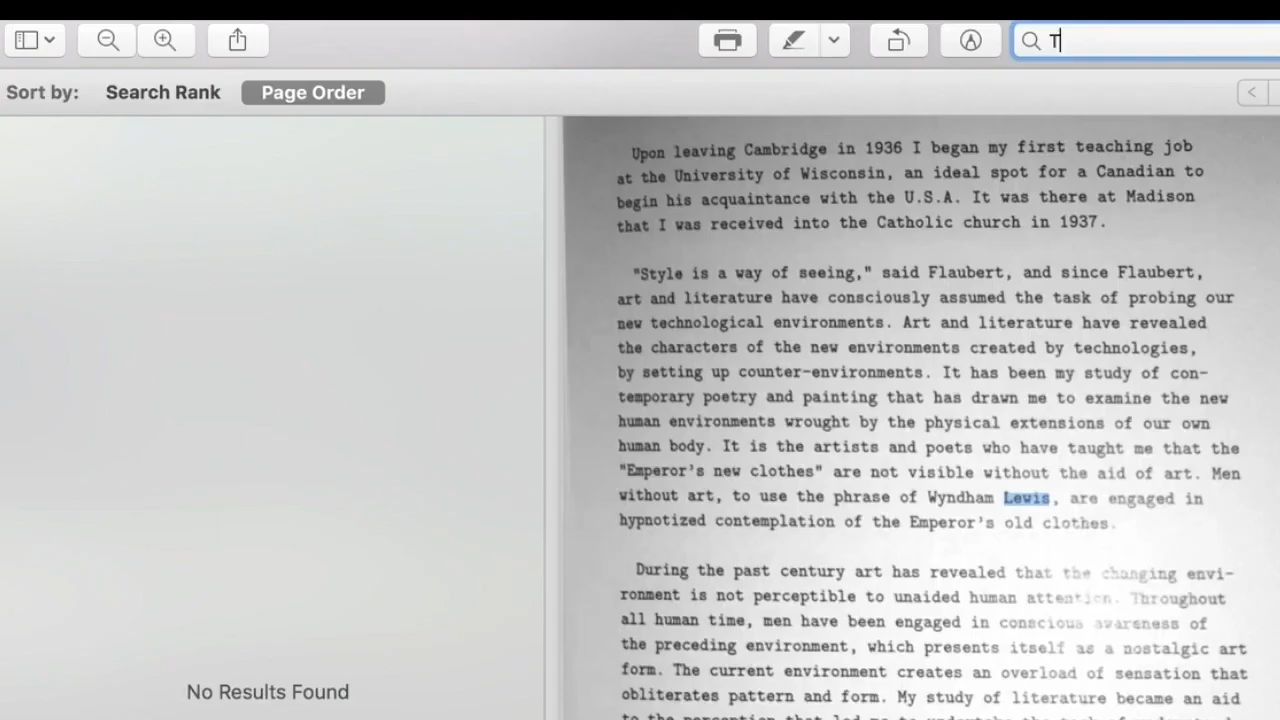 T
Sort by: Search Rank Page Order <
No Results Found
Upon leaving Cambridge in 1936 I began my first teaching job
at the University of Wisconsin, an ideal spot for a Canadian to
begin his acquaintance with the U.S.A. It was there at Madison
that I was received into the Catholic church in 1937.
"Style is a way of seeing," said Flaubert, and since Flaubert,
art and literature have consciously assumed the task of probing our
new technological environments. Art and literature have revealed
the characters of the new environments created by technologies,
by setting up counter-environments. It has been my study of con-
temporary poetry and painting that has drawn me to examine the new
human environments wrought by the physical extensions of our own
human body. It is the artists and poets who have taught me that the
"Emperor's new clothes" are not visible without the aid of art. Men
without art, to use the phrase of Wyndham Lewis, are engaged in
hypnotized contemplation of the Emperor's old clothes.
During the past century art has revealed that the changing envi-
ronment is not perceptible to unaided human attention. Throughout
all human time, men have been engaged in conscious awareness of
the preceding environment, which presents itself as a nostalgic art
form. The current environment creates an overload of sensation that
obliterates pattern and form. My study of literature became an aid
to the perception that led me to undertake the